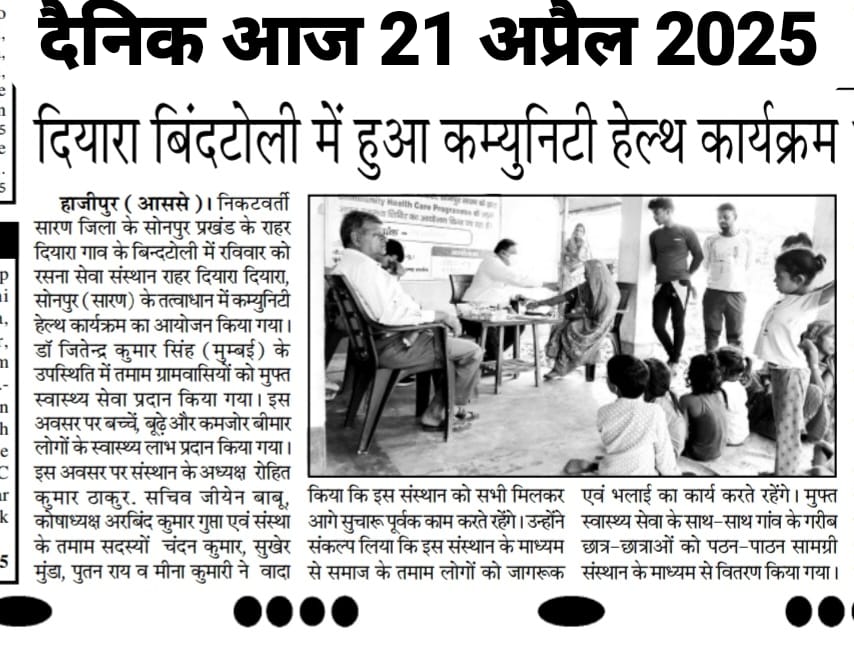 दैनिक आज 21 अप्रैल 2025
दियारा बिंदटोली में हुआ कम्युनिटी हेल्थ कार्यक्रम
हाजीपुर (आससे)। निकटवर्ती
सारण जिला के सोनपुर प्रखंड के राहर
दियारा गाव के बिन्दटोली में रविवार को
रसना सेवा संस्थान राहर दियारा दियारा,
सोनपुर (सारण) के तत्वाधान में कम्युनिटी
हेल्थ कार्यक्रम का आयोजन किया गया।
डॉ जितेन्द्र कुमार सिंह (मुम्बई) के
उपस्थिति में तमाम ग्रामवासियों को मुफ्त
स्वास्थ्य सेवा प्रदान किया गया। इस
अवसर पर बच्चें, बूढ़े और कमजोर बीमार
लोगों के स्वास्थ्य लाभ प्रदान किया गया।
इस अवसर पर संस्थान के अध्यक्ष रोहित
कुमार ठाकुर. सचिव जीयेन बाबू,
कोषाध्यक्ष अरबिंद कुमार गुप्ता एवं संस्था
के तमाम सदस्यों चंदन कुमार, सुखेर
मुंडा, पुतन राय व मीना कुमारी ने वादा
Community Health Care Programme
किया कि इस संस्थान को सभी मिलकर
आगे सुचारू पूर्वक काम करते रहेंगे। उन्होंने
संकल्प लिया कि इस संस्थान के माध्यम
से समाज के तमाम लोगों को जागरूक
एवं भलाई का कार्य करते रहेंगे। मुफ्त
स्वास्थ्य सेवा के साथ-साथ गांव के गरीब
छात्र-छात्राओं को पठन-पाठन सामग्री
संस्थान के माध्यम से वितरण किया गया।